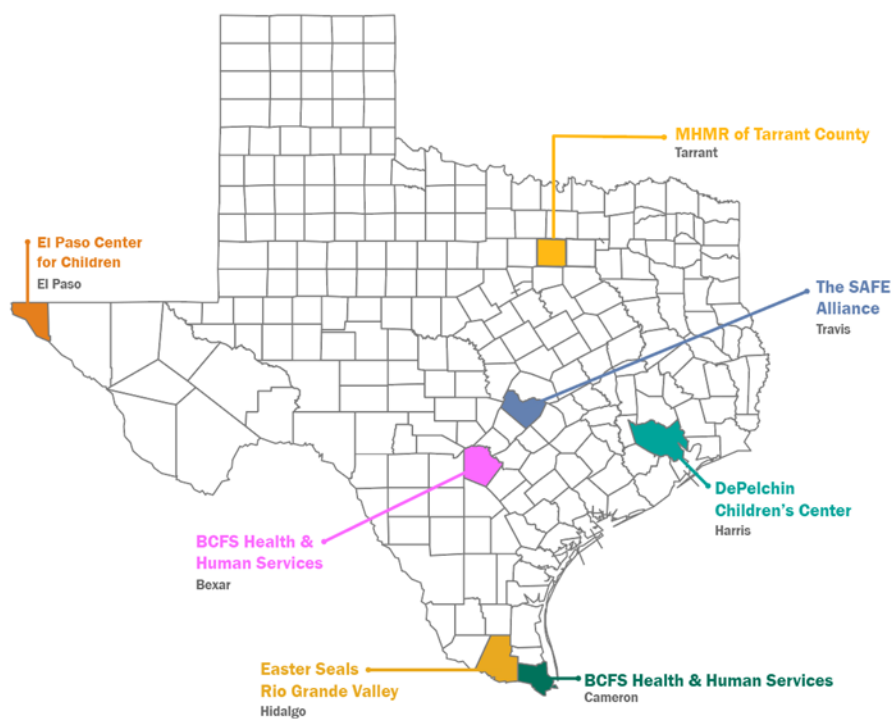 MHMR of Tarrant County
Tarrant
El Paso Center
for Children
El Paso
The SAFE
Alliance
Travis
DePelchin
Children's Center
Harris
BCFS Health &
Human Services
Bexar
Easter Seals
Rio Grande Valley
Hidalgo
BCFS Health & Human Services
Cameron